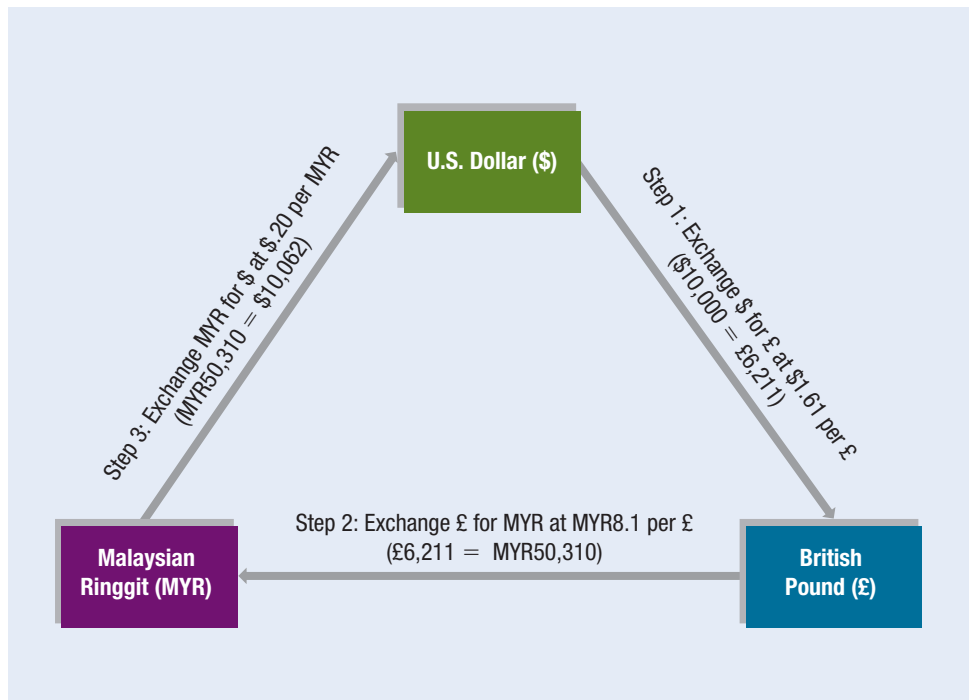 U.S. Dollar ($)
Step 1: Exchange $ for £ at $1.61 per £
($10,000 = £6,211)
Step 2: Exchange £ for MYR at MYR8.1 per £
(£6,211 = MYR50,310)
Step 3: Exchange MYR for $ at $.20 per MYR
(MYR50,310 = $10,062)
Malaysian
Ringgit (MYR)
British
Pound (£)